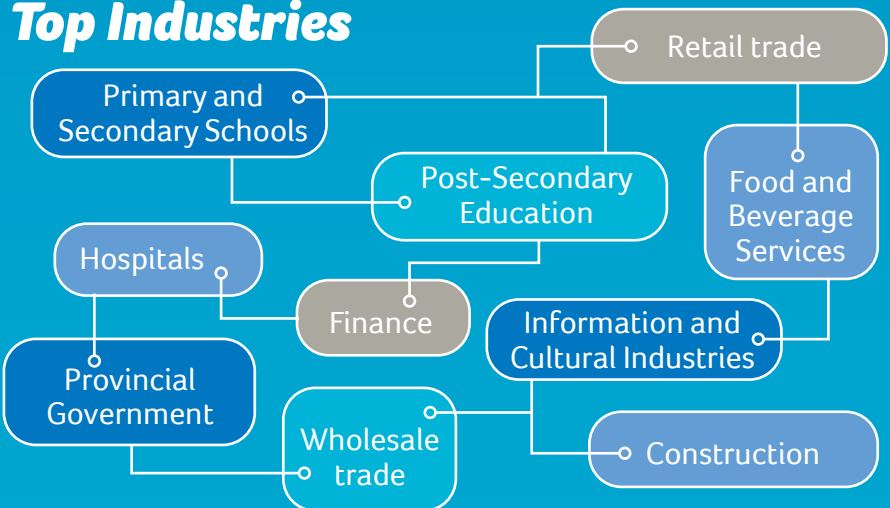 Top Industries
Retail trade
Primary and
Secondary Schools
Post-Secondary
Education
Food and
Beverage
Services
Hospitals
Finance
Information and
Cultural Industries
Provincial
Government
Wholesale
trade
Construction